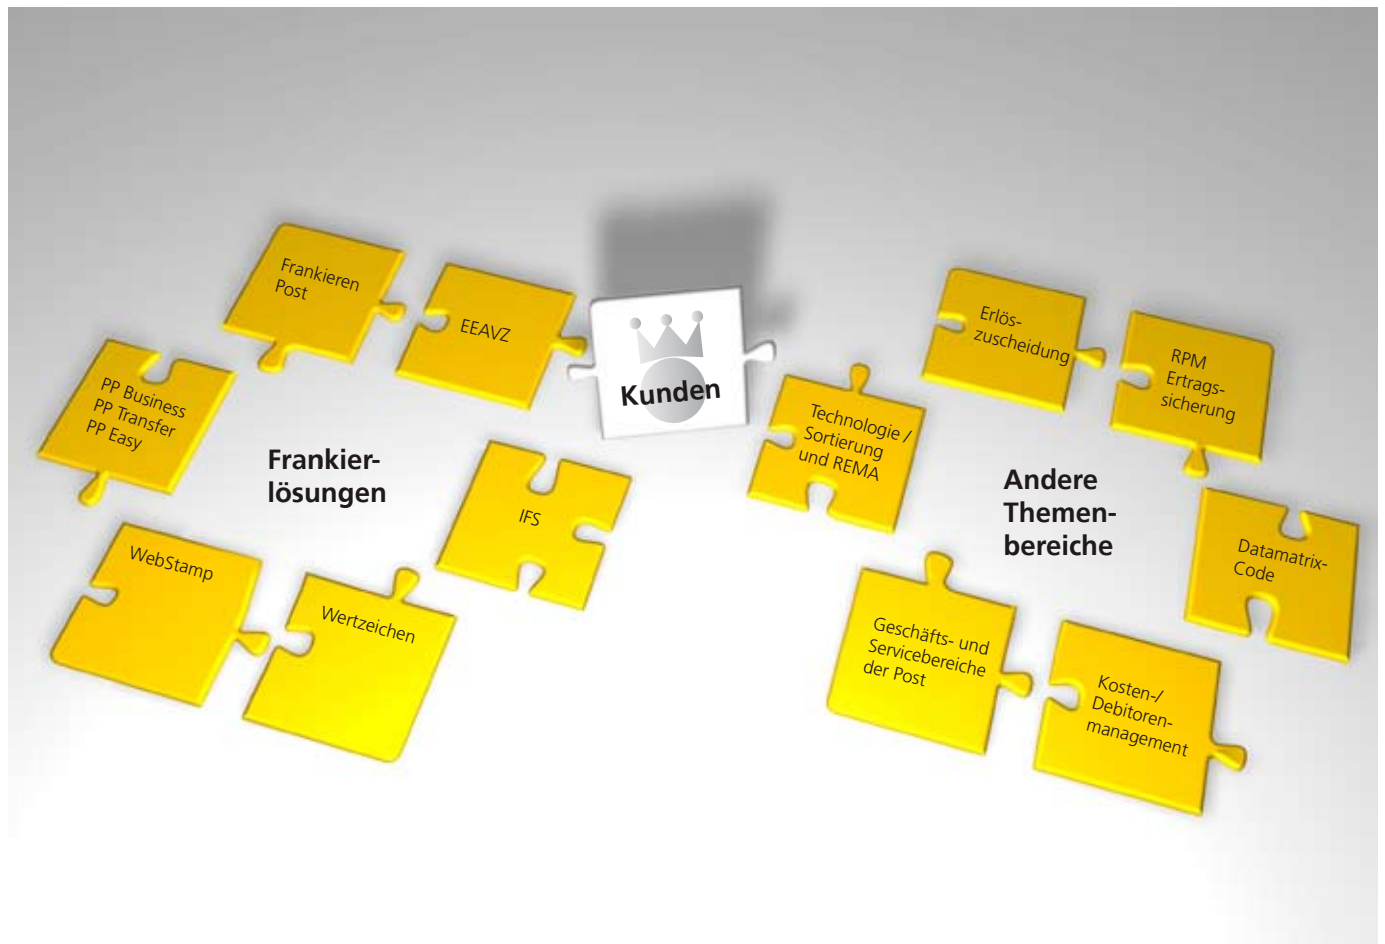 Frankieren
Post
EEAVZ
Kunden
PP Business
PP Transfer
PP Easy
Frankier-
lösungen
IFS
WebStamp
Wertzeichen
Erlös-
zuscheidung
RPM
Ertrags-
sicherung
Technologie /
Sortierung
und REMA
Andere
Themen-
bereiche
Datamatrix-
Code
Geschäfts- und
Servicebereiche
der Post
Kosten-/
Debitoren-
management